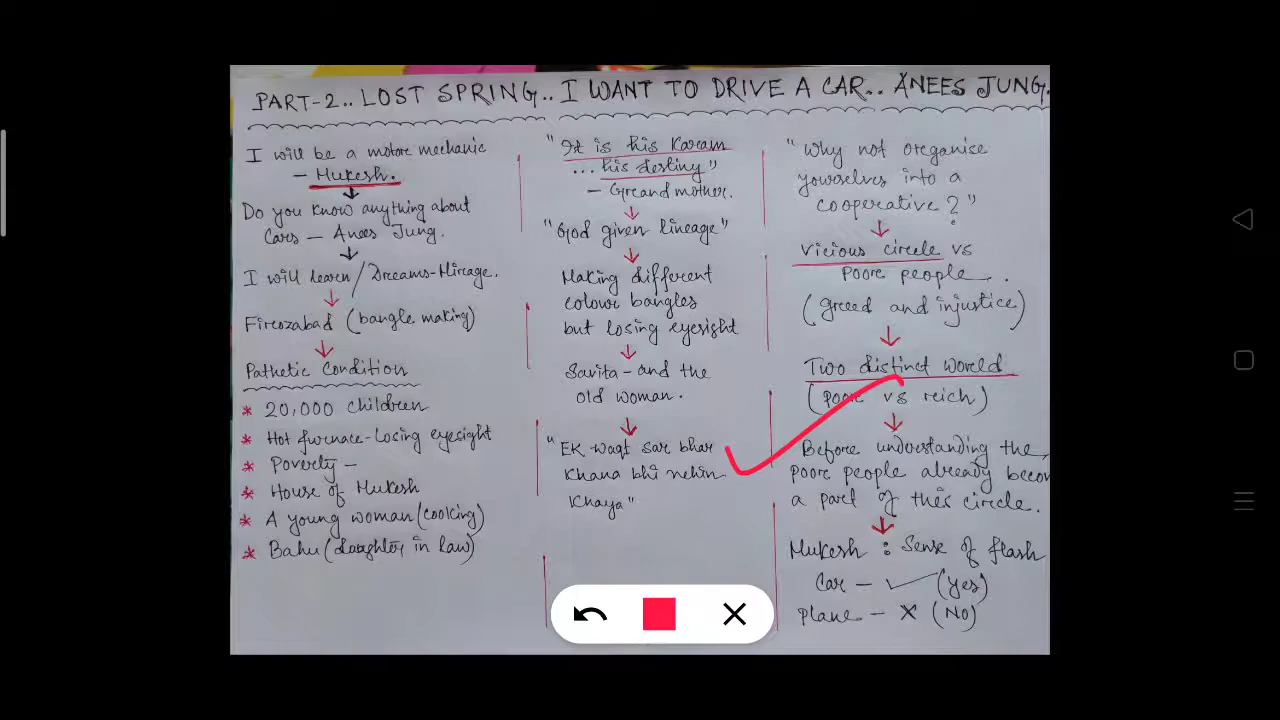 PART-2.. LOST SPRING.. I WANT TO DRIVE A CAR.. ANEES JUNG.
I will be a motor mechanic
- Mukesh.
Do you know anything about
Cars - Anees Jung.
I will learn / Dreams-Mirage.
Firozabad (bangle making)
Pathetic Condition
* 20,000 children
* Hot furnace-Losing eyesight
* Poverty -
* House of Mukesh
* A young woman (cooking)
* Bahu (daughter in law)
"It is his Karam
... his destiny"
- Grand mother.
"God given lineage"
Making different
colour bangles
but losing eyesight
Savita - and the
old woman.
"EK waqt sar bhar
Khana bhi nehin
Khaya"
"Why not organise
yourselves into a
cooperative?"
Vicious circle vs
Poor people.
(greed and injustice)
Two distinct world
(poor vs rich)
Before understanding the
poor people already becom
a part of this circle.
Mukesh : Sense of flash
Car - ✓ (yes)
Plane - X (NO)